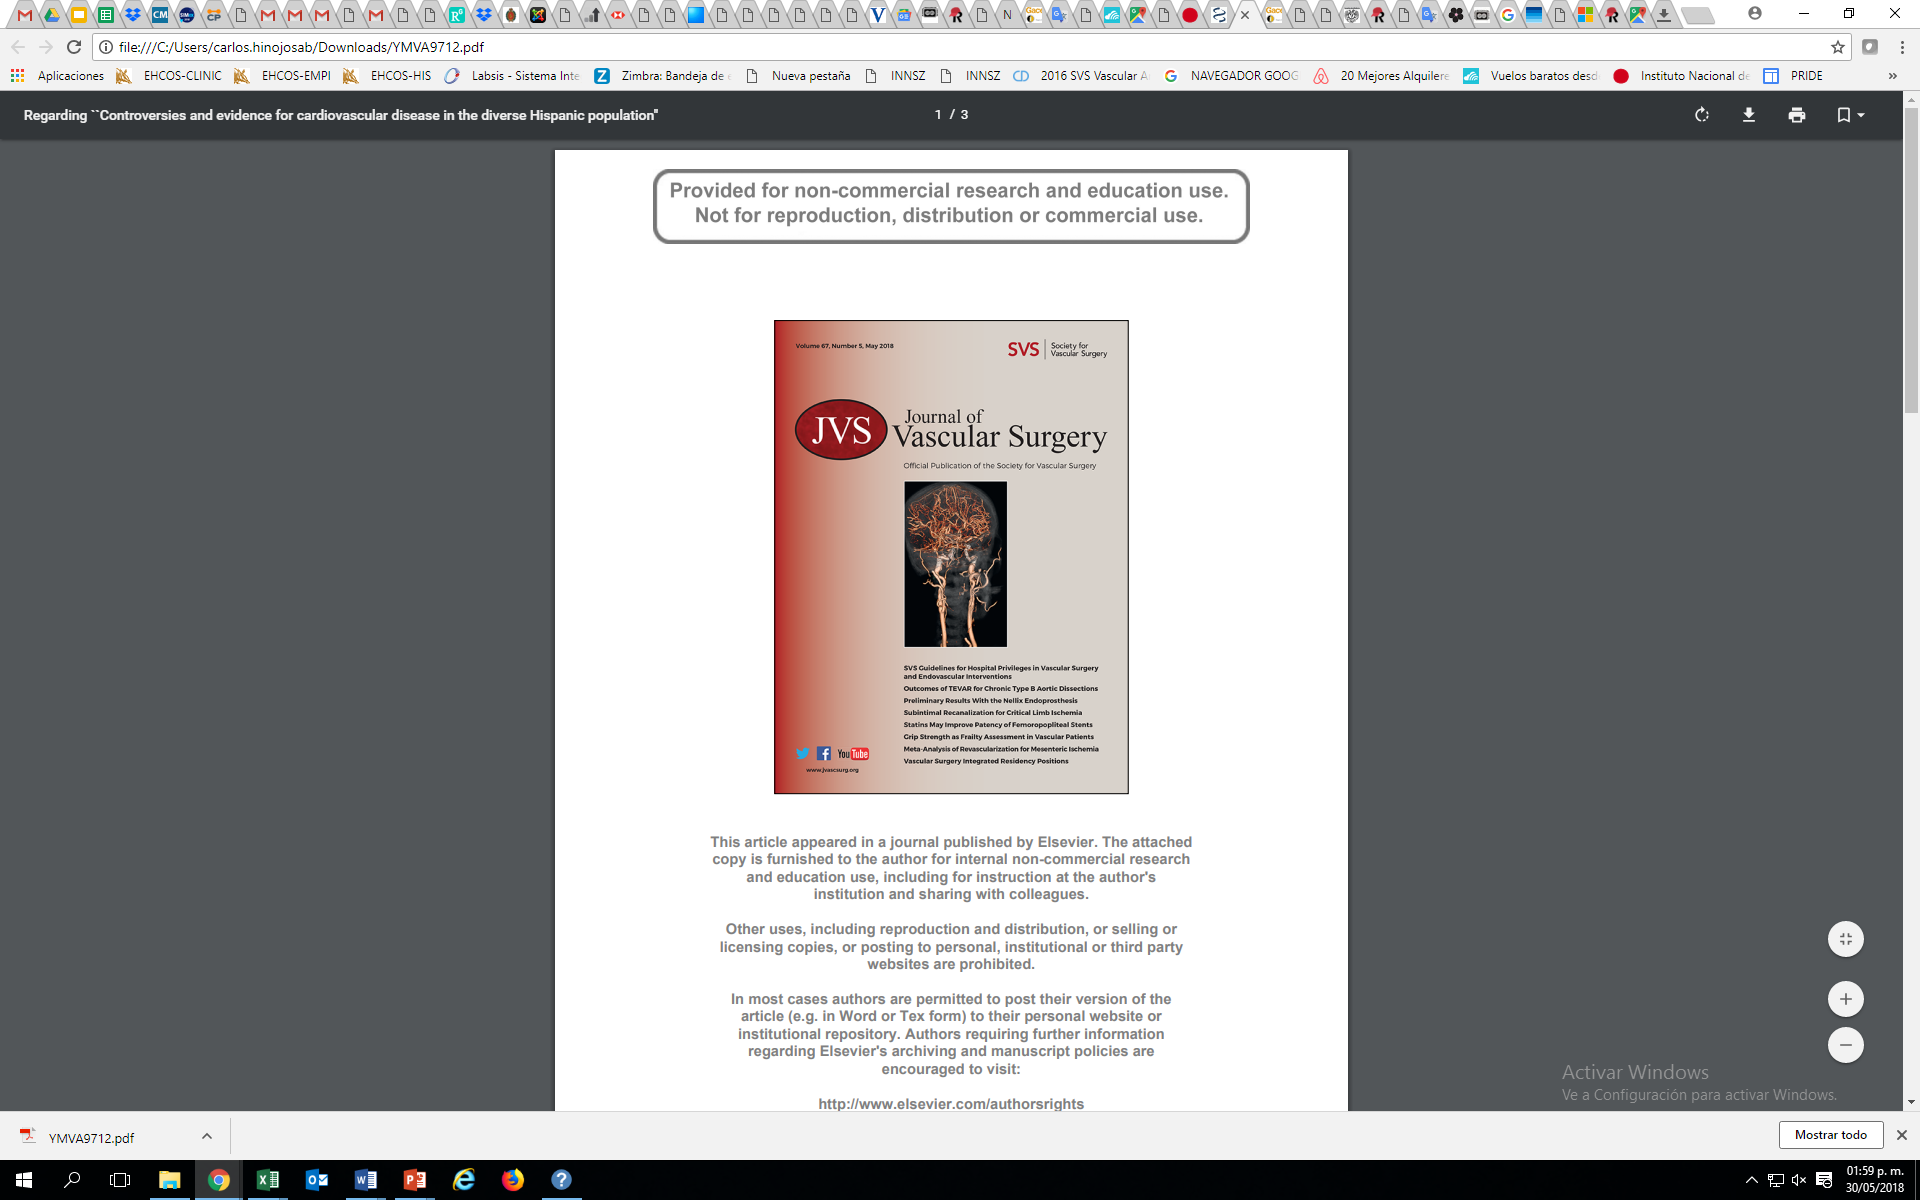 file:///C:/Users/carlos.hinojosab/Downloads/YMVA9712.pdf
Aplicaciones
EHCOS-CLINIC
EHCOS-EMPI
EHCOS-HIS
Labsis - Sistema Inte
Zimbra: Bandeja de e
Nueva pestaña
INNSZ
INNSZ
2016 SVS Vascular A
NAVEGADOR GOOG
20 Mejores Alquilere
Vuelos baratos desd
Instituto Nacional de
PRIDE
»
Regarding ``Controversies and evidence for cardiovascular disease in the diverse Hispanic population''
1 / 3
Provided for non-commercial research and education use.
Not for reproduction, distribution or commercial use.
Volume 67, Number 5, May 2018
SVS
Society for
Vascular Surgery
JVS
Journal of
Vascular Surgery
Official Publication of the Society for Vascular Surgery
SVS Guidelines for Hospital Privileges in Vascular Surgery
and Endovascular Interventions
Outcomes of TEVAR for Chronic Type B Aortic Dissections
Preliminary Results With the Nellix Endoprosthesis
Subintimal Recanalization for Critical Limb Ischemia
Statins May Improve Patency of Femoropopliteal Stents
Grip Strength as Frailty Assessment in Vascular Patients
Meta-Analysis of Revascularization for Mesenteric Ischemia
Vascular Surgery Integrated Residency Positions
You Tube
www.jvascsurg.org
This article appeared in a journal published by Elsevier. The attached
copy is furnished to the author for internal non-commercial research
and education use, including for instruction at the author's
institution and sharing with colleagues.
Other uses, including reproduction and distribution, or selling or
licensing copies, or posting to personal, institutional or third party
websites are prohibited.
In most cases authors are permitted to post their version of the
article (e.g. in Word or Tex form) to their personal website or
institutional repository. Authors requiring further information
regarding Elsevier's archiving and manuscript policies are
encouraged to visit:
http://www.elsevier.com/authorsrights
Activar Windows
Ve a Configuración para activar Windows.
YMVA9712.pdf
Mostrar todo
01:59 p. m.
30/05/2018